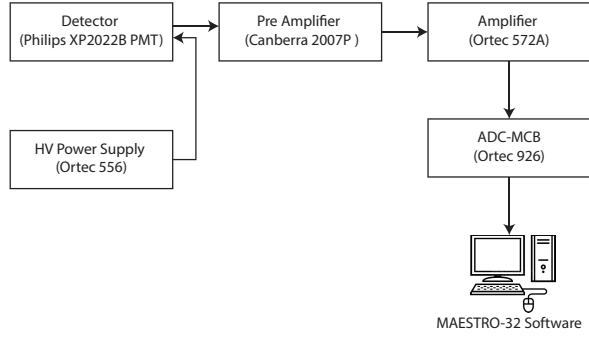 Detector
(Philips XP2022B PMT)
Pre Amplifier
(Canberra 2007P )
Amplifier
(Ortec 572A)
HV Power Supply
(Ortec 556)
ADC-MCB
(Ortec 926)
MAESTRO-32 Software